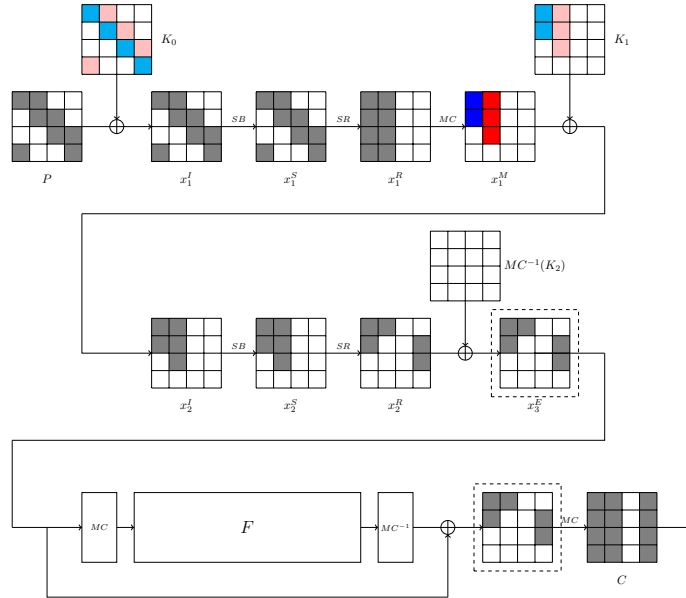 K_0
K_1
SB SR MC
P x_1^I x_1^S x_1^R x_1^M
MC^{-1}(K_2)
SB SR
x_2^I x_2^S x_2^R x_3^E
MC F MC^{-1} MC
C